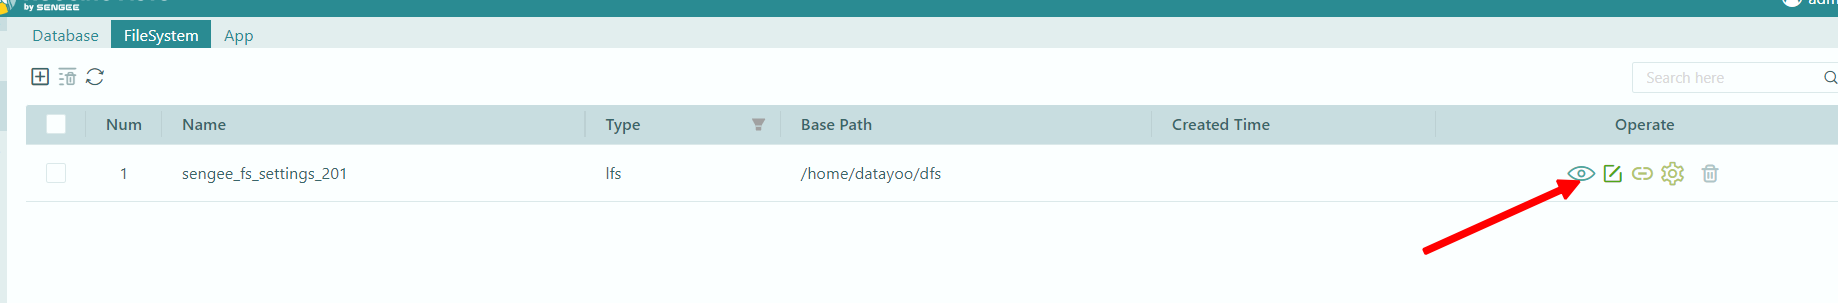 by SENGEE
Database FileSystem App
Search here
Num Name Type Base Path Created Time Operate
1 sengee_fs_settings_201 lfs /home/datayoo/dfs